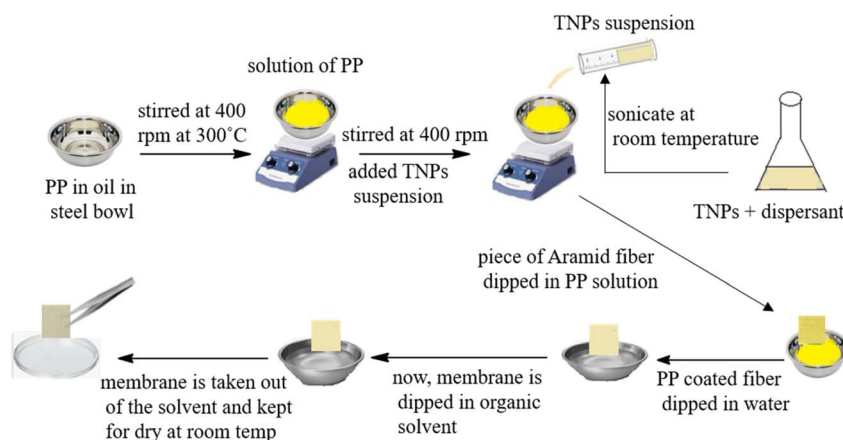 TNPs suspension
solution of PP
stirred at 400
rpm at 300˚C
stirred at 400 rpm
added TNPs
suspension
sonicate at
room temperature
PP in oil in
steel bowl
TNPs + dispersant
piece of Aramid fiber
dipped in PP solution
membrane is taken out
of the solvent and kept
for dry at room temp
now, membrane is
dipped in organic
solvent
PP coated fiber
dipped in water